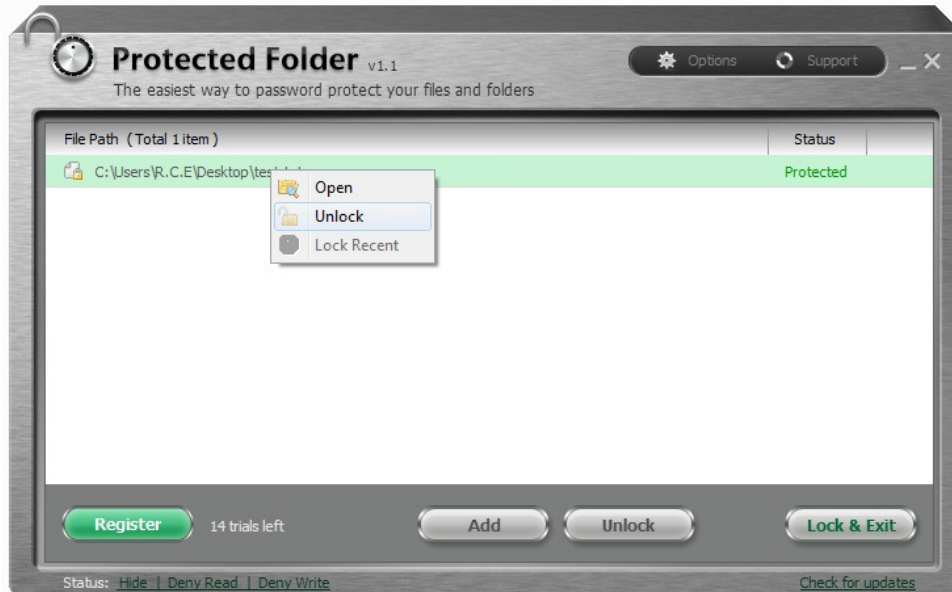 Protected Folder v1.1
Options
Support
The easiest way to password protect your files and folders
File Path ( Total 1 item )
Status
C:\Users\R.C.E\Desktop\
Protected
Open
Unlock
Lock Recent
Register
14 trials left
Add
Unlock
Lock & Exit
Status: Hide | Deny Read | Deny Write
Check for updates